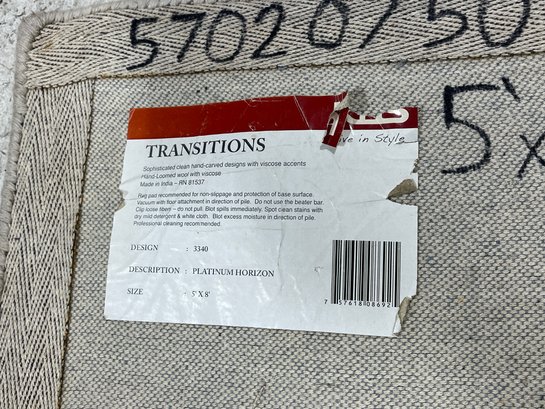 5702 0750
5'x
ive in Style
TRANSITIONS
Sophisticated clean hand-carved designs with viscose accents
Hand-Loomed wool with viscose
Made in India – RN 81537
Rug pad recommended for non-slippage and protection of base surface.
Vacuum with floor attachment in direction of pile. Do not use the beater bar.
Clip loose fibers – do not pull. Blot spills immediately. Spot clean stains with
dry mild detergent & white cloth. Blot excess moisture in direction of pile.
Professional cleaning recommended.
DESIGN : 3340
DESCRIPTION : PLATINUM HORIZON
SIZE : 5' X 8'
7 57618 08692